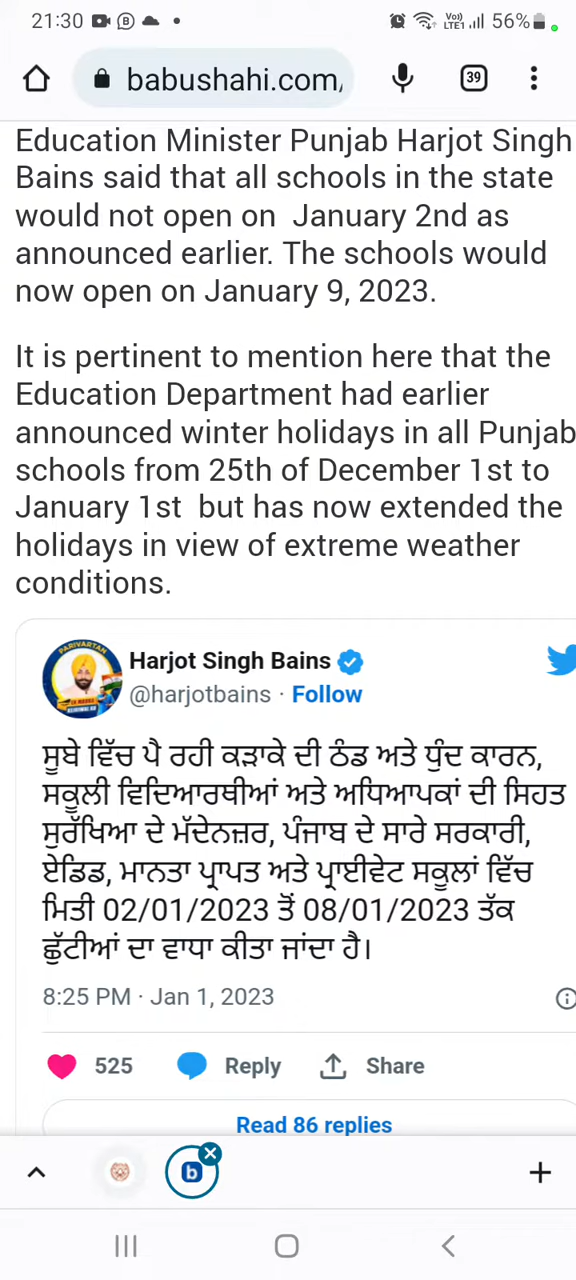 21:30
Vo))
LTE1
56%
babushahi.com,
39
Education Minister Punjab Harjot Singh
Bains said that all schools in the state
would not open on January 2nd as
announced earlier. The schools would
now open on January 9, 2023.
It is pertinent to mention here that the
Education Department had earlier
announced winter holidays in all Punjab
schools from 25th of December 1st to
January 1st but has now extended the
holidays in view of extreme weather
conditions.
PARIVARTAN
Harjot Singh Bains
@harjotbains · Follow
ਸੂਬੇ ਵਿੱਚ ਪੈ ਰਹੀ ਕੜਾਕੇ ਦੀ ਠੰਡ ਅਤੇ ਧੁੰਦ ਕਾਰਨ,
ਸਕੂਲੀ ਵਿਦਿਆਰਥੀਆਂ ਅਤੇ ਅਧਿਆਪਕਾਂ ਦੀ ਸਿਹਤ
ਸੁਰੱਖਿਆ ਦੇ ਮੱਦੇਨਜ਼ਰ, ਪੰਜਾਬ ਦੇ ਸਾਰੇ ਸਰਕਾਰੀ,
ਏਡਿਡ, ਮਾਨਤਾ ਪ੍ਰਾਪਤ ਅਤੇ ਪ੍ਰਾਈਵੇਟ ਸਕੂਲਾਂ ਵਿੱਚ
ਮਿਤੀ 02/01/2023 ਤੋਂ 08/01/2023 ਤੱਕ
ਛੁੱਟੀਆਂ ਦਾ ਵਾਧਾ ਕੀਤਾ ਜਾਂਦਾ ਹੈ।
8:25 PM · Jan 1, 2023
525
Reply
Share
Read 86 replies
b